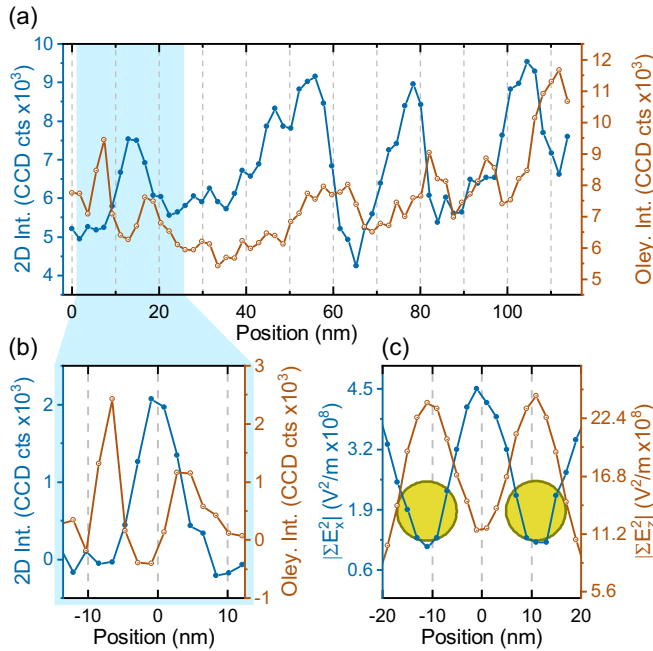 (a)
10
9
8
7
6
5
4
2D Int. (CCD cts x10³)
12
11
10
9
8
7
6
5
Oley. Int. (CCD cts x10³)
0 20 40 60 80 100
Position (nm)
(b)
2
1
0
2D Int. (CCD cts x10³)
3
2
1
0
-1
Oley. Int. (CCD cts x10³)
-10 0 10
Position (nm)
(c)
4.5
3.2
1.9
0.6
|ΣE²ₓ| (V²/m x10⁸)
22.4
16.8
11.2
5.6
|ΣE²| (V²/m x10⁸)
-20 -10 0 10 20
Position (nm)